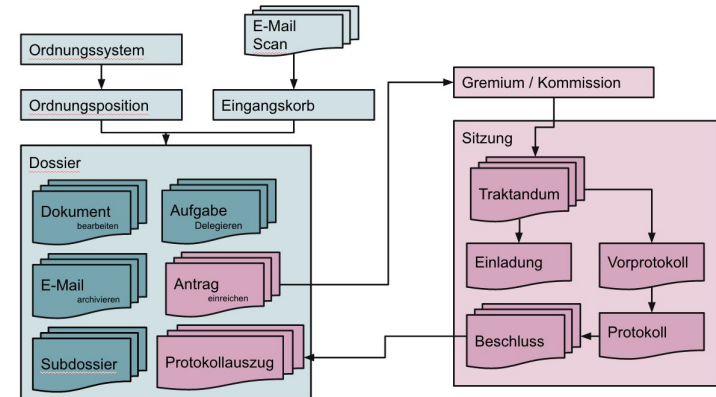 E-Mail
Scan
Ordnungssystem
Ordnungsposition
Eingangskorb
Gremium / Kommission
Dossier
Dokument
bearbeiten
Aufgabe
Delegieren
E-Mail
archivieren
Antrag
einreichen
Subdossier
Protokollauszug
Sitzung
Traktandum
Einladung
Vorprotokoll
Beschluss
Protokoll